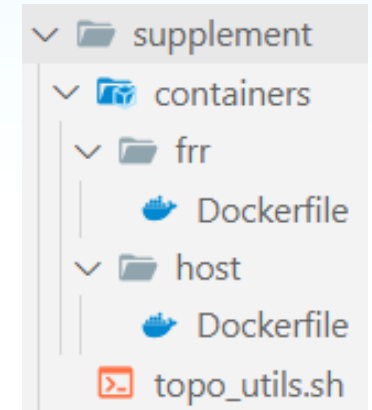 supplement
containers
frr
Dockerfile
host
Dockerfile
topo_utils.sh